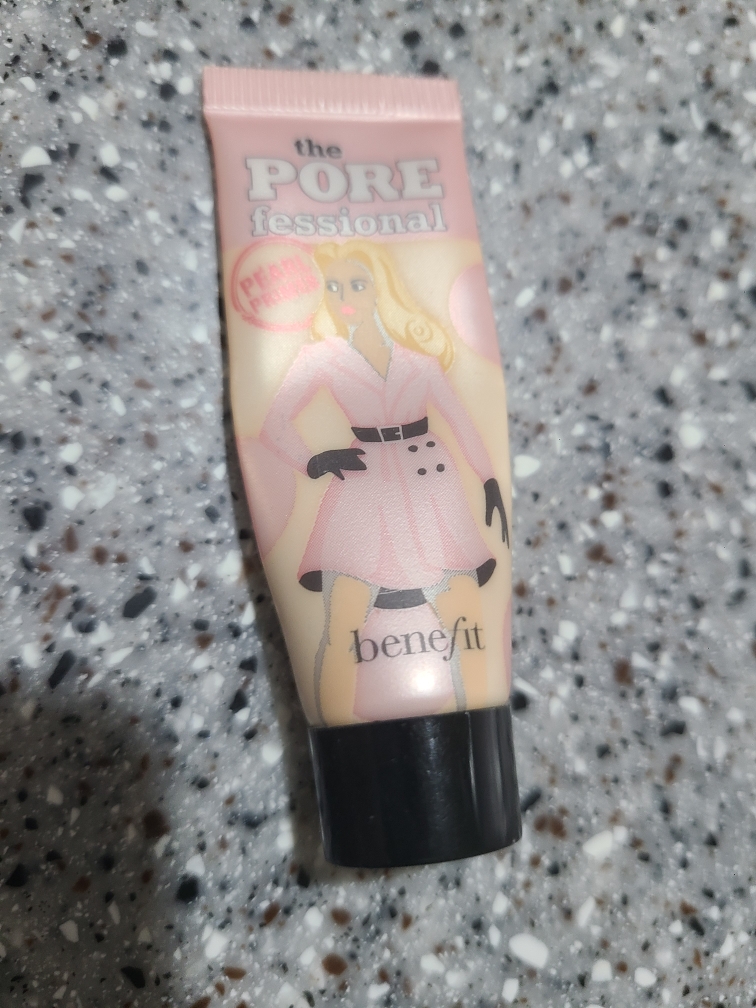 the
PORE
fessional
PEARL
PRIMER
benefit